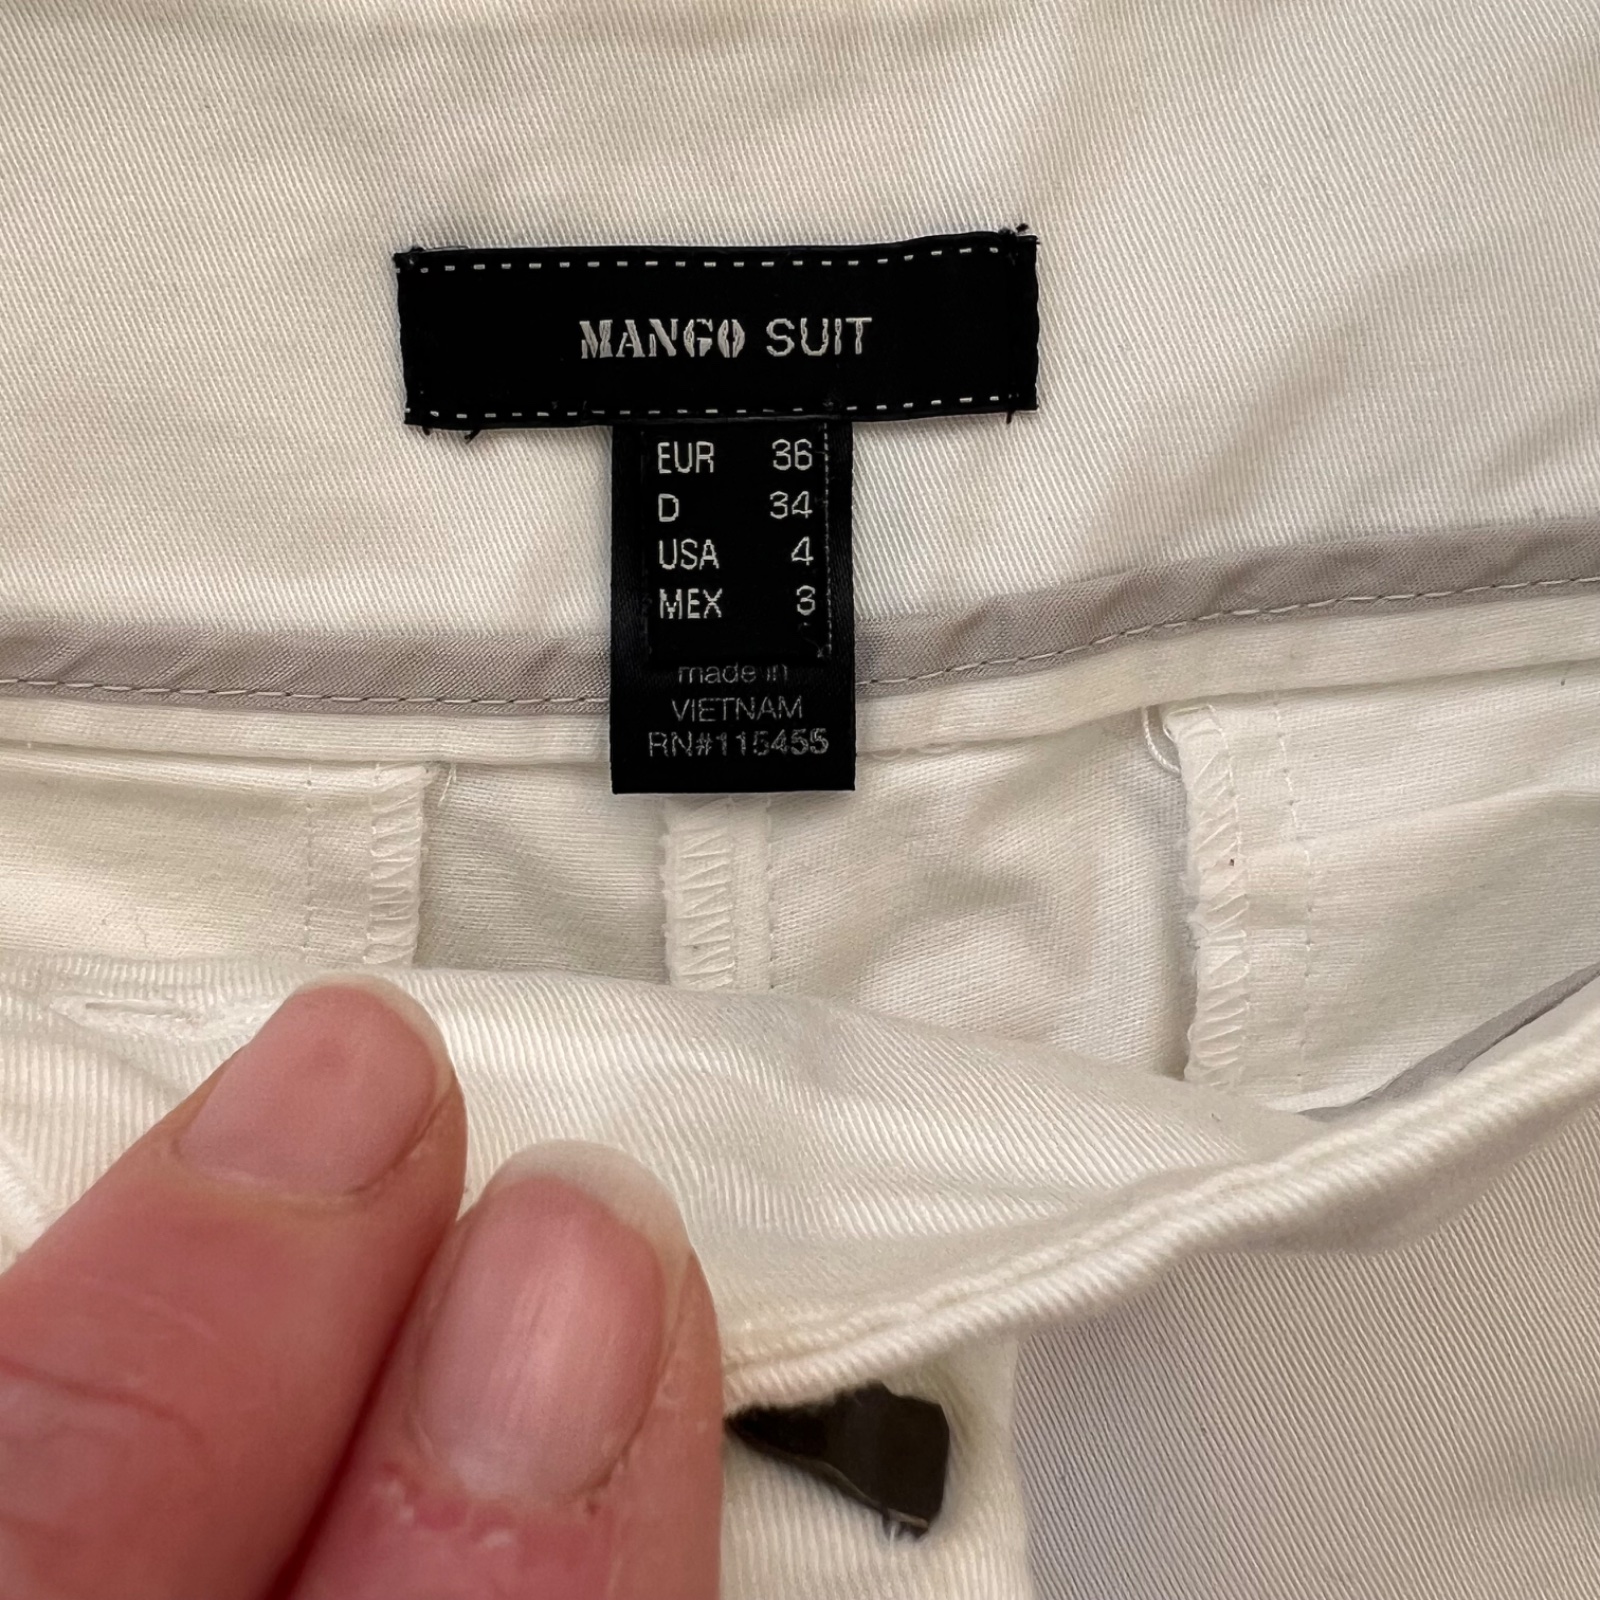 MANGO SUIT
EUR 36
D 34
USA 4
MEX 3
made in
VIETNAM
RN#115455